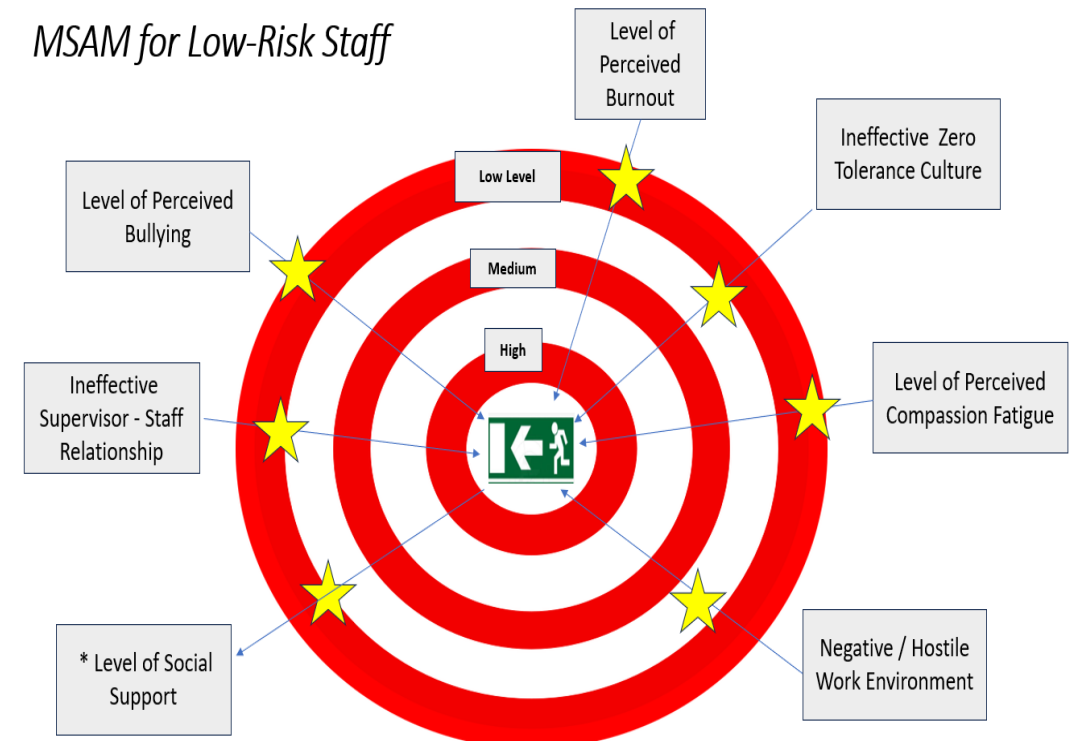 MSAM for Low-Risk Staff
Level of
Perceived
Burnout
Ineffective Zero
Tolerance Culture
Low Level
Level of Perceived
Bullying
Medium
High
Ineffective
Supervisor - Staff
Relationship
Level of Perceived
Compassion Fatigue
* Level of Social
Support
Negative / Hostile
Work Environment